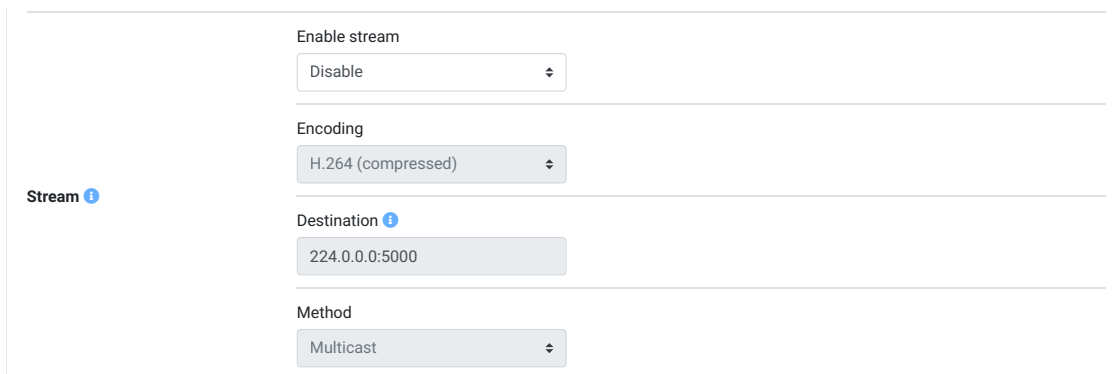 Enable stream
Disable
Encoding
H.264 (compressed)
Stream
Destination
224.0.0.0:5000
Method
Multicast